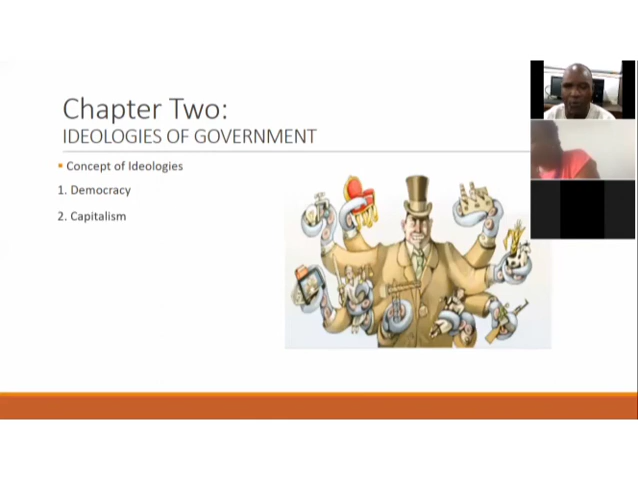 Chapter Two:
IDEOLOGIES OF GOVERNMENT
Concept of Ideologies
1. Democracy
2. Capitalism